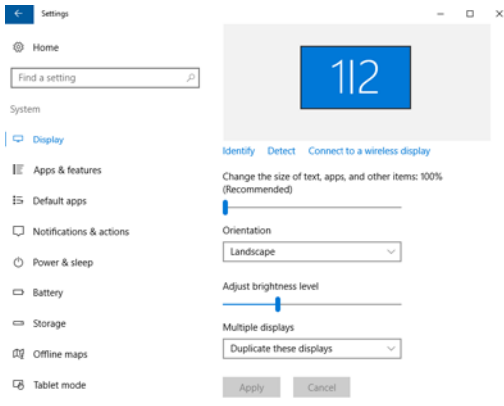 Settings
Home
Find a setting
System
Display
Apps & features
Default apps
Notifications & actions
Power & sleep
Battery
Storage
Offline maps
Tablet mode
1|2
Identify Detect Connect to a wireless display
Change the size of text, apps, and other items: 100%
(Recommended)
Orientation
Landscape
Adjust brightness level
Multiple displays
Duplicate these displays
Apply Cancel